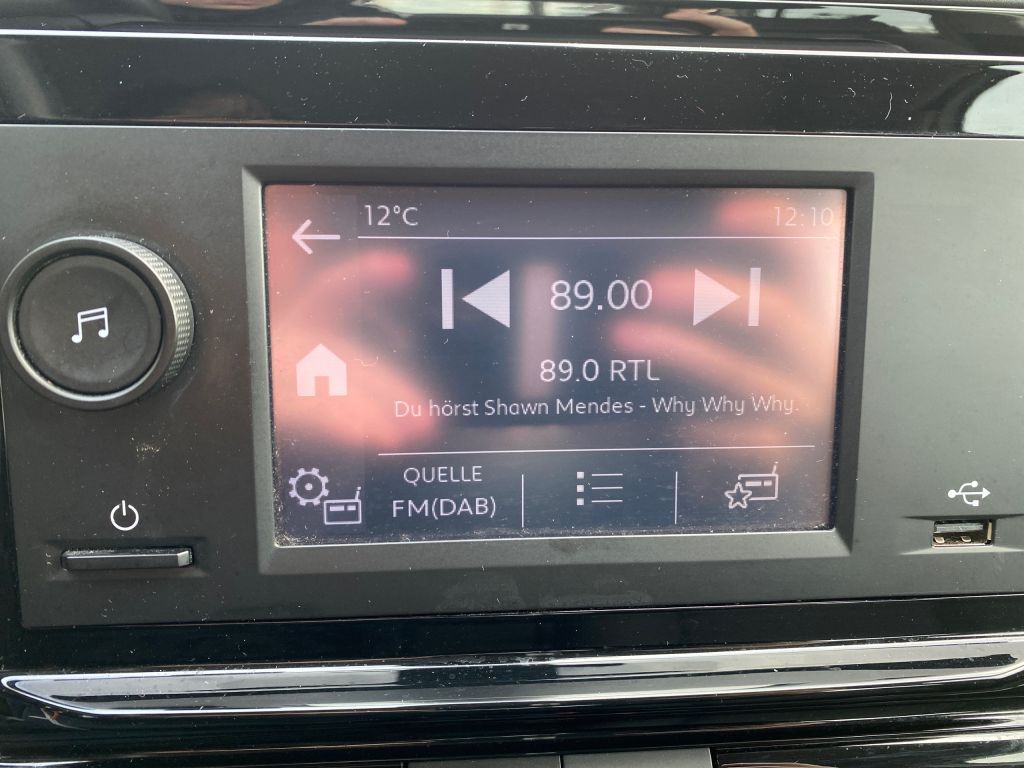 12°C
12:10
89.00
89.0 RTL
Du hörst Shawn Mendes - Why Why Why.
QUELLE
FM(DAB)